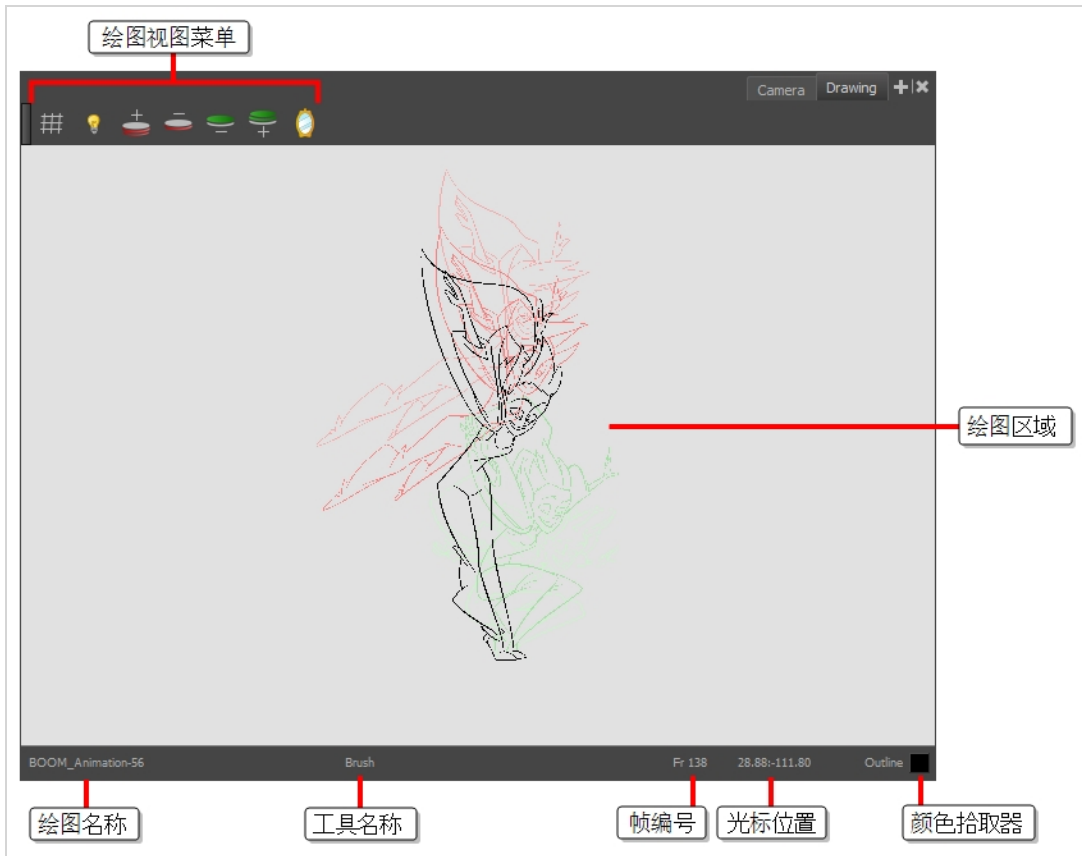 绘图视图菜单
Camera Drawing
绘图区域
BOOM_Animation-56 Brush Fr 138 28.88:-111.80 Outline
绘图名称 工具名称 帧编号 光标位置 颜色拾取器